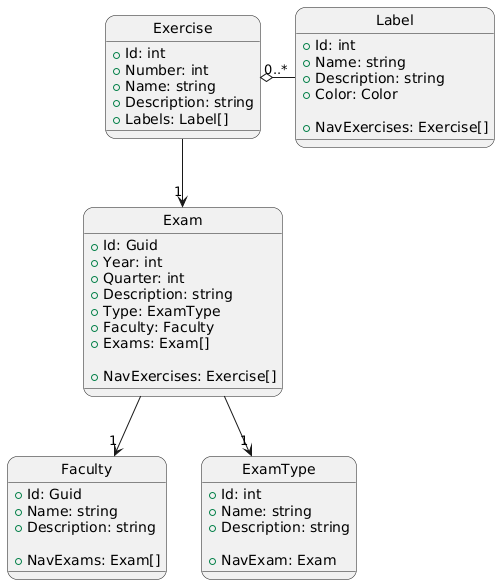 Exercise
Id: int
Number: int
Name: string
Description: string
Labels: Label[]
0..*
Label
Id: int
Name: string
Description: string
Color: Color
NavExercises: Exercise[]
1
Exam
Id: Guid
Year: int
Quarter: int
Description: string
Type: ExamType
Faculty: Faculty
Exams: Exam[]
NavExercises: Exercise[]
1
1
Faculty
Id: Guid
Name: string
Description: string
NavExams: Exam[]
ExamType
Id: int
Name: string
Description: string
NavExam: Exam